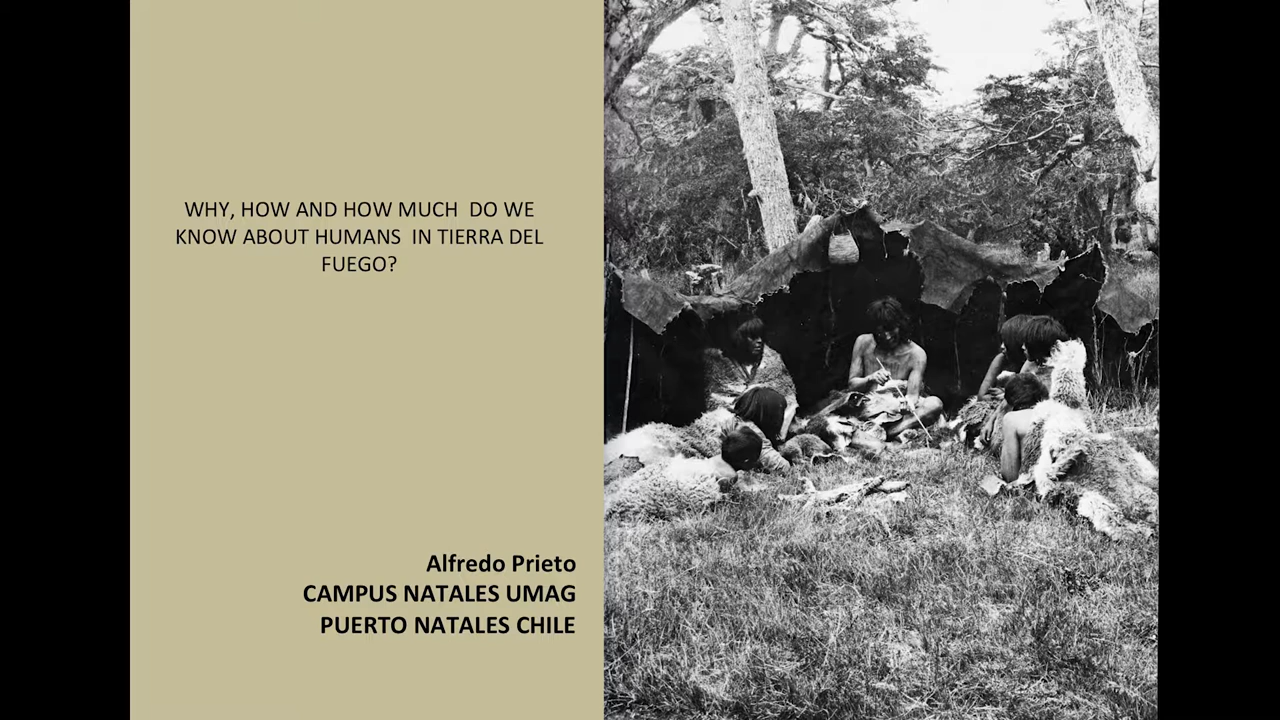 WHY, HOW AND HOW MUCH  DO WE
KNOW ABOUT HUMANS  IN TIERRA DEL
FUEGO?
Alfredo Prieto
CAMPUS NATALES UMAG
PUERTO NATALES CHILE